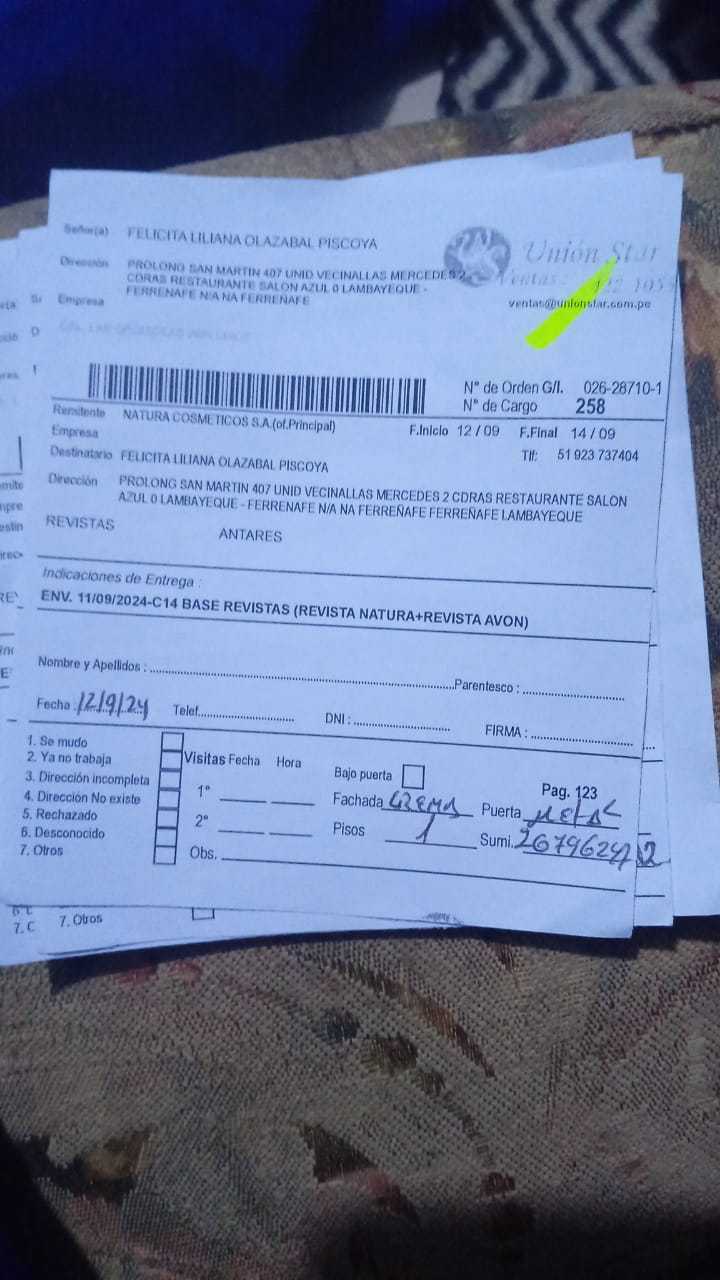 Señor(a) FELICITA LILIANA OLAZABAL PISCOYA
Unión Star
Dirección PROLONG SAN MARTIN 407 UNID VECINALLAS MERCEDES 2
CDRAS RESTAURANTE SALON AZUL 0 LAMBAYEQUE -
FERRENAFE N/A NA FERREÑAFE
Ventas:
Empresa
ventas@unionstar.com.pe
N° de Orden G/I. 026-28710-1
N° de Cargo 258
Remitente NATURA COSMETICOS S.A.(of.Principal)
Empresa
F.Inicio 12 / 09 F.Final 14 / 09
Destinatario FELICITA LILIANA OLAZABAL PISCOYA
Tlf: 51 923 737404
Dirección PROLONG SAN MARTIN 407 UNID VECINALLAS MERCEDES 2 CDRAS RESTAURANTE SALON
AZUL 0 LAMBAYEQUE - FERRENAFE N/A NA FERREÑAFE FERREÑAFE LAMBAYEQUE
REVISTAS ANTARES
Indicaciones de Entrega :
ENV. 11/09/2024-C14 BASE REVISTAS (REVISTA NATURA+REVISTA AVON)
Nombre y Apellidos : Parentesco :
Fecha : 12/9/24 Telef. DNI : FIRMA :
1. Se mudo
2. Ya no trabaja
3. Dirección incompleta
4. Dirección No existe
5. Rechazado
6. Desconocido
7. Otros
Visitas Fecha Hora
1°
2°
Obs.
Bajo puerta
Pag. 123
Fachada CREMA Puerta
Pisos 1 Sumi.
7. C 7. Otros